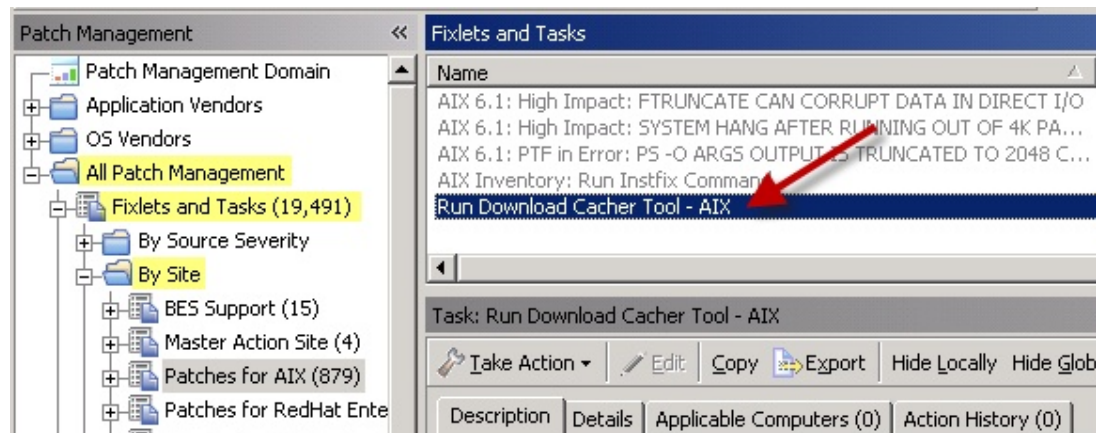 Patch Management
Patch Management Domain
Application Vendors
OS Vendors
All Patch Management
Fixlets and Tasks (19,491)
By Source Severity
By Site
BES Support (15)
Master Action Site (4)
Patches for AIX (879)
Patches for RedHat Ente
Fixlets and Tasks
Name
AIX 6.1: High Impact: FTRUNCATE CAN CORRUPT DATA IN DIRECT I/O
AIX 6.1: High Impact: SYSTEM HANG AFTER RUNNING OUT OF 4K PA...
AIX 6.1: PTF in Error: PS -O ARGS OUTPUT IS TRUNCATED TO 2048 C...
AIX Inventory: Run Instfix Command
Run Download Cacher Tool - AIX
Task: Run Download Cacher Tool - AIX
Take Action Edit Copy Export Hide Locally Hide Glob
Description Details Applicable Computers (0) Action History (0)